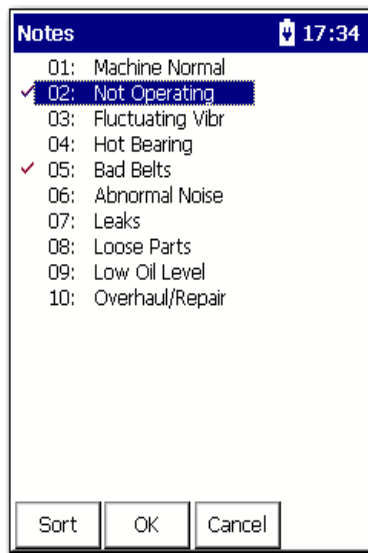 Notes 17:34
01: Machine Normal
02: Not Operating
03: Fluctuating Vibr
04: Hot Bearing
05: Bad Belts
06: Abnormal Noise
07: Leaks
08: Loose Parts
09: Low Oil Level
10: Overhaul/Repair
Sort OK Cancel